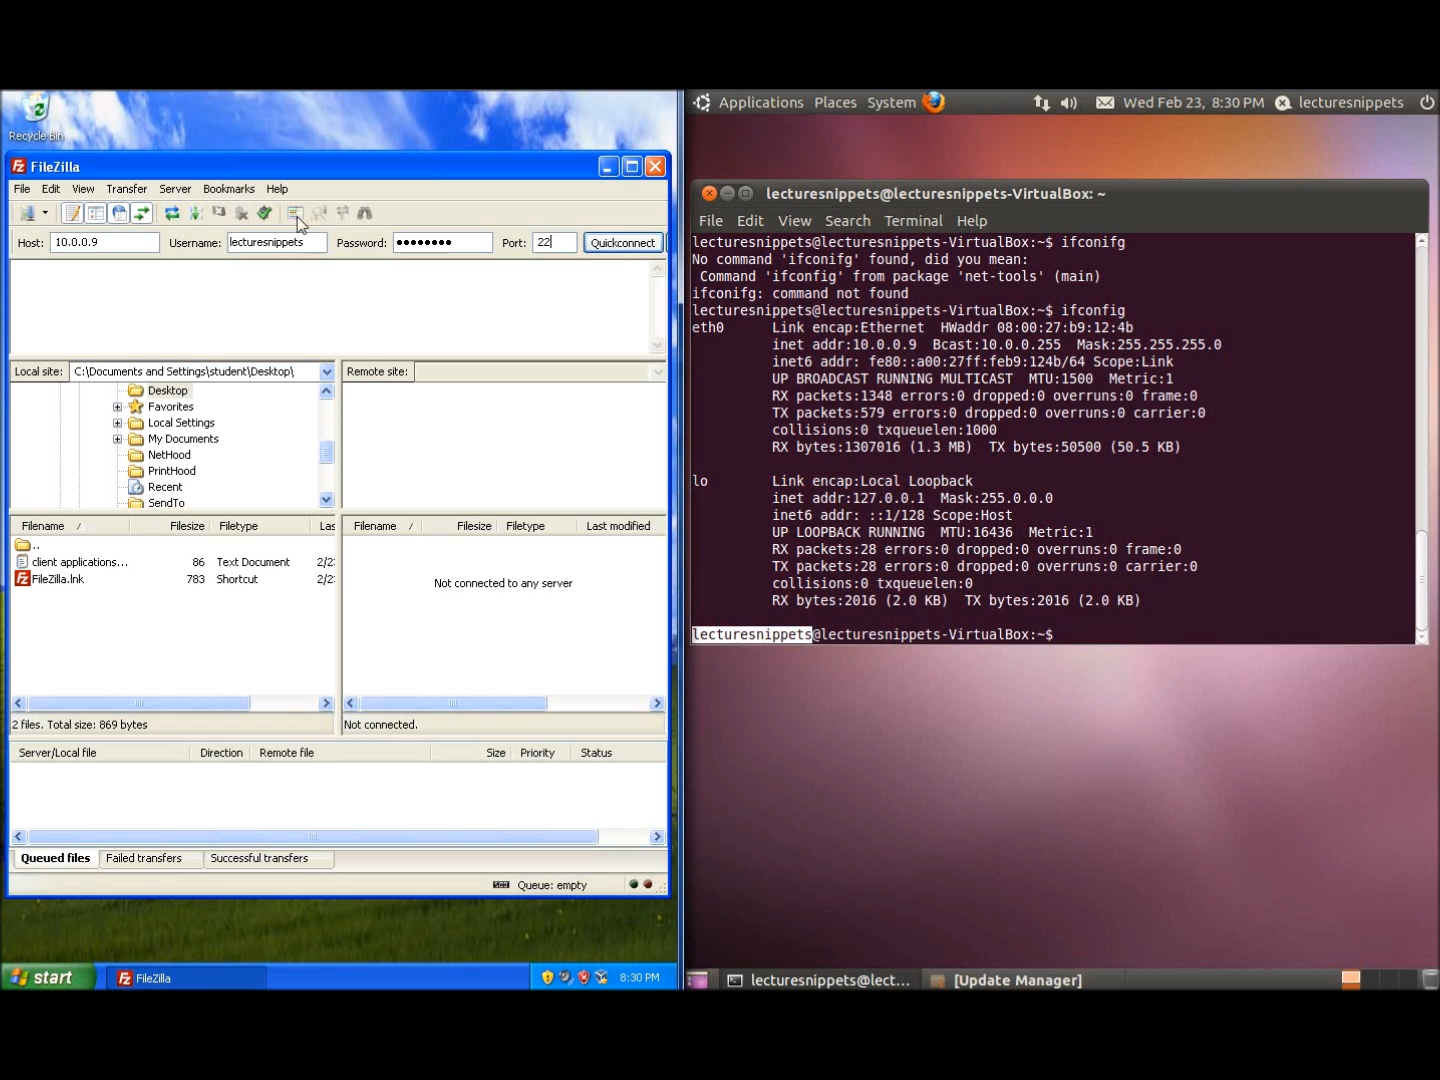 Recycle Bin
FileZilla
File Edit View Transfer Server Bookmarks Help
Host: 10.0.0.9 Username: lecturesnippets Password: ●●●●●●●● Port: 22 Quickconnect
Local site: C:\Documents and Settings\student\Desktop\
Desktop
Favorites
Local Settings
My Documents
NetHood
PrintHood
Recent
SendTo
Remote site:
Filename / Filesize Filetype Las
..
client applications... 86 Text Document 2/2
FileZilla.lnk 783 Shortcut 2/2
2 files. Total size: 869 bytes
Filename / Filesize Filetype Last modified
Not connected to any server
Not connected.
Server/Local file Direction Remote file Size Priority Status
Queued files Failed transfers Successful transfers
Queue: empty
start FileZilla 8:30 PM
Applications Places System Wed Feb 23, 8:30 PM lecturesnippets
lecturesnippets@lecturesnippets-VirtualBox: ~
File Edit View Search Terminal Help
lecturesnippets@lecturesnippets-VirtualBox:~$ ifconifg
No command 'ifconifg' found, did you mean:
Command 'ifconfig' from package 'net-tools' (main)
ifconifg: command not found
lecturesnippets@lecturesnippets-VirtualBox:~$ ifconfig
eth0 Link encap:Ethernet HWaddr 08:00:27:b9:12:4b
inet addr:10.0.0.9 Bcast:10.0.0.255 Mask:255.255.255.0
inet6 addr: fe80::a00:27ff:feb9:124b/64 Scope:Link
UP BROADCAST RUNNING MULTICAST MTU:1500 Metric:1
RX packets:1348 errors:0 dropped:0 overruns:0 frame:0
TX packets:579 errors:0 dropped:0 overruns:0 carrier:0
collisions:0 txqueuelen:1000
RX bytes:1307016 (1.3 MB) TX bytes:50500 (50.5 KB)
lo Link encap:Local Loopback
inet addr:127.0.0.1 Mask:255.0.0.0
inet6 addr: ::1/128 Scope:Host
UP LOOPBACK RUNNING MTU:16436 Metric:1
RX packets:28 errors:0 dropped:0 overruns:0 frame:0
TX packets:28 errors:0 dropped:0 overruns:0 carrier:0
collisions:0 txqueuelen:0
RX bytes:2016 (2.0 KB) TX bytes:2016 (2.0 KB)
lecturesnippets@lecturesnippets-VirtualBox:~$
lecturesnippets@lect... [Update Manager]